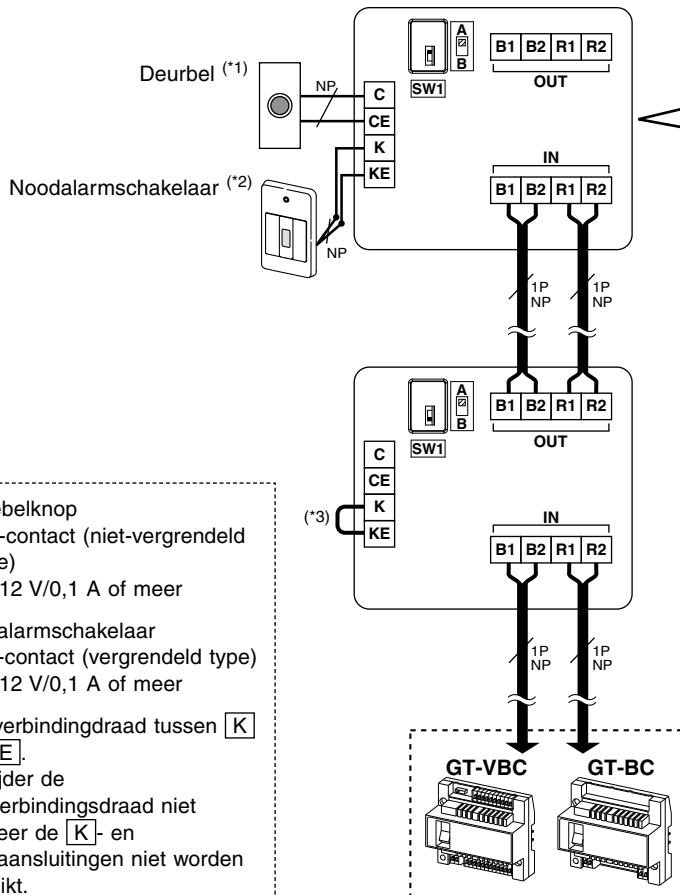 A
B
SW1
B1 B2 R1 R2
OUT
Deurbel (*1)
NP
C
CE
K
KE
Noodalarmschakelaar (*2)
NP
IN
B1 B2 R1 R2
1P
NP
1P
NP
A
B
SW1
B1 B2 R1 R2
OUT
C
CE
K
KE
(*3)
IN
B1 B2 R1 R2
1P
NP
1P
NP
GT-VBC
GT-BC
ebelknop
-contact (niet-vergrendeld
e)
12 V/0,1 A of meer
alarmschakelaar
-contact (vergrendeld type)
12 V/0,1 A of meer
verbindingdraad tussen K
E.
jder de
erbindingsdraad niet
eer de K- en
aansluitingen niet worden
ikt.